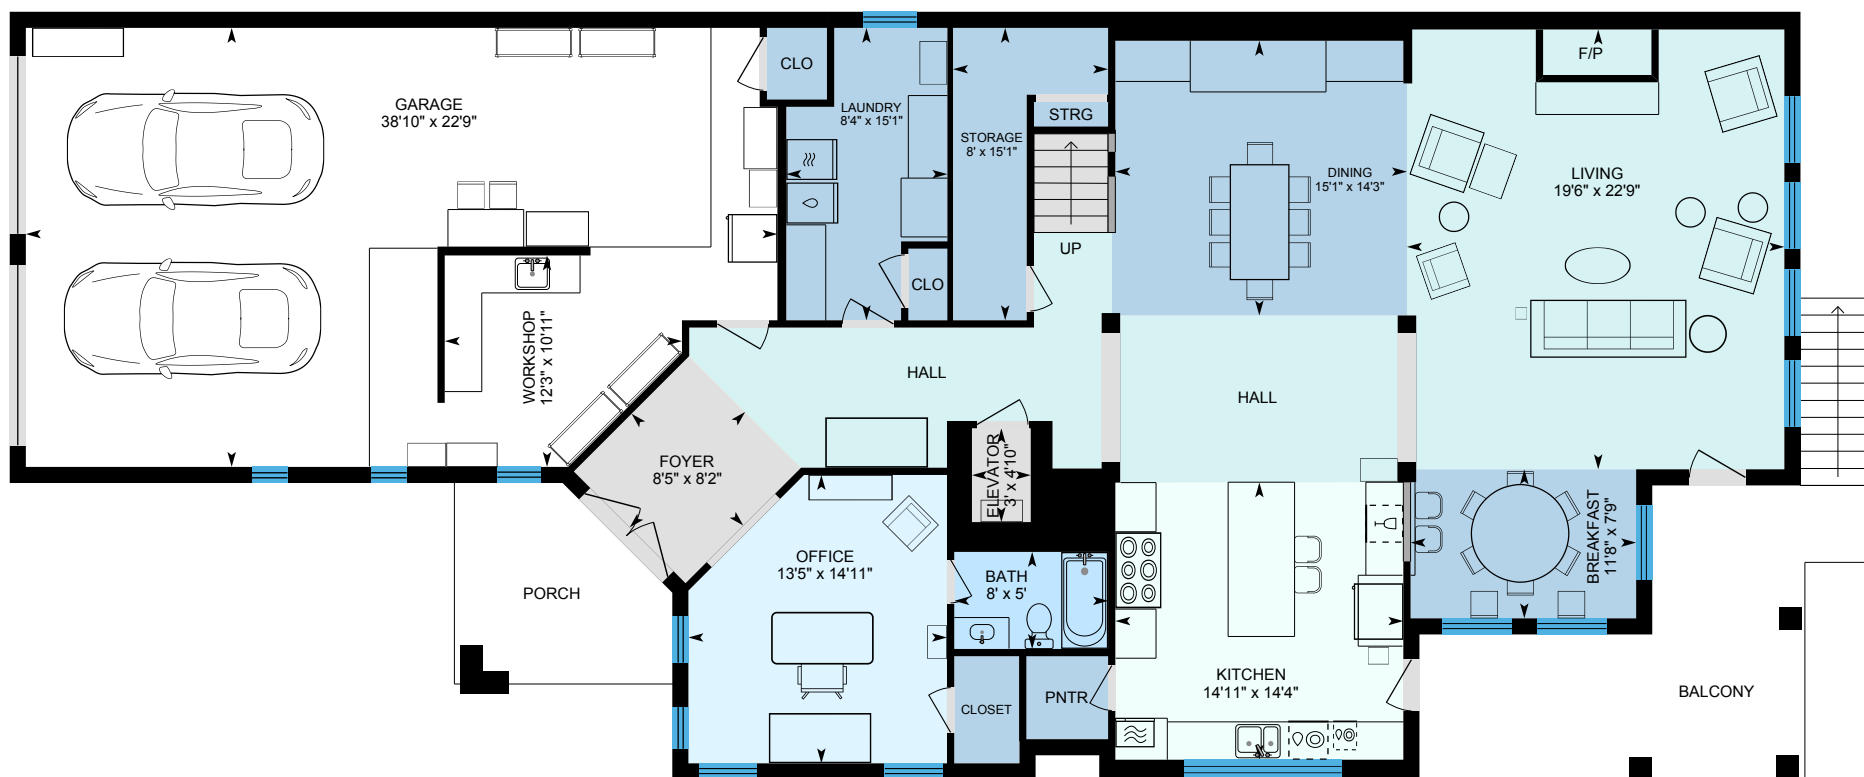 CLO
F/P
GARAGE
38'10" x 22'9"
LAUNDRY
8'4" x 15'1"
STRG
STORAGE
8' x 15'1"
DINING
15'1" x 14'3"
LIVING
19'6" x 22'9"
UP
CLO
WORKSHOP
12'3" x 10'11"
HALL
HALL
FOYER
8'5" x 8'2"
ELEVATOR
3' x 4'10"
BREAKFAST
11'8" x 7'9"
OFFICE
13'5" x 14'11"
BATH
8' x 5'
PORCH
KITCHEN
14'11" x 14'4"
PNTR
CLOSET
BALCONY